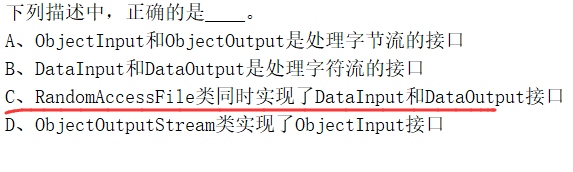 下列描述中，正确的是____。
A、ObjectInput和ObjectOutput是处理字节流的接口
B、DataInput和DataOutput是处理字符流的接口
C、RandomAccessFile类同时实现了DataInput和DataOutput接口
D、ObjectOutputStream类实现了ObjectInput接口